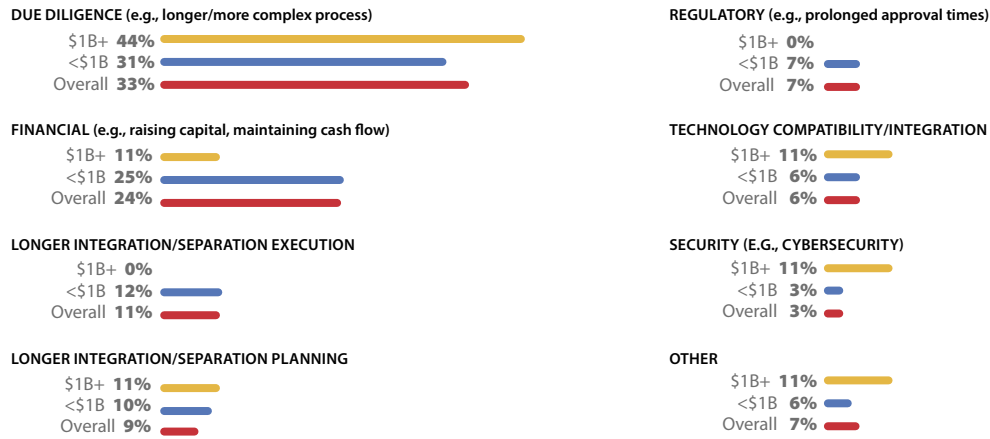 DUE DILIGENCE (e.g., longer/more complex process)
$1B+ 44%
<$1B 31%
Overall 33%
FINANCIAL (e.g., raising capital, maintaining cash flow)
$1B+ 11%
<$1B 25%
Overall 24%
LONGER INTEGRATION/SEPARATION EXECUTION
$1B+ 0%
<$1B 12%
Overall 11%
LONGER INTEGRATION/SEPARATION PLANNING
$1B+ 11%
<$1B 10%
Overall 9%
REGULATORY (e.g., prolonged approval times)
$1B+ 0%
<$1B 7%
Overall 7%
TECHNOLOGY COMPATIBILITY/INTEGRATION
$1B+ 11%
<$1B 6%
Overall 6%
SECURITY (E.G., CYBERSECURITY)
$1B+ 11%
<$1B 3%
Overall 3%
OTHER
$1B+ 11%
<$1B 6%
Overall 7%